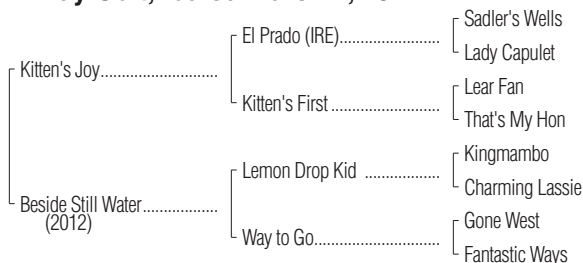 Sadler's Wells
El Prado (IRE)..........................
Lady Capulet
Kitten's Joy............................
Lear Fan
Kitten's First ..........................
That's My Hon
Kingmambo
Lemon Drop Kid ..................
Charming Lassie
Beside Still Water..................
(2012)
Gone West
Way to Go..............................
Fantastic Ways